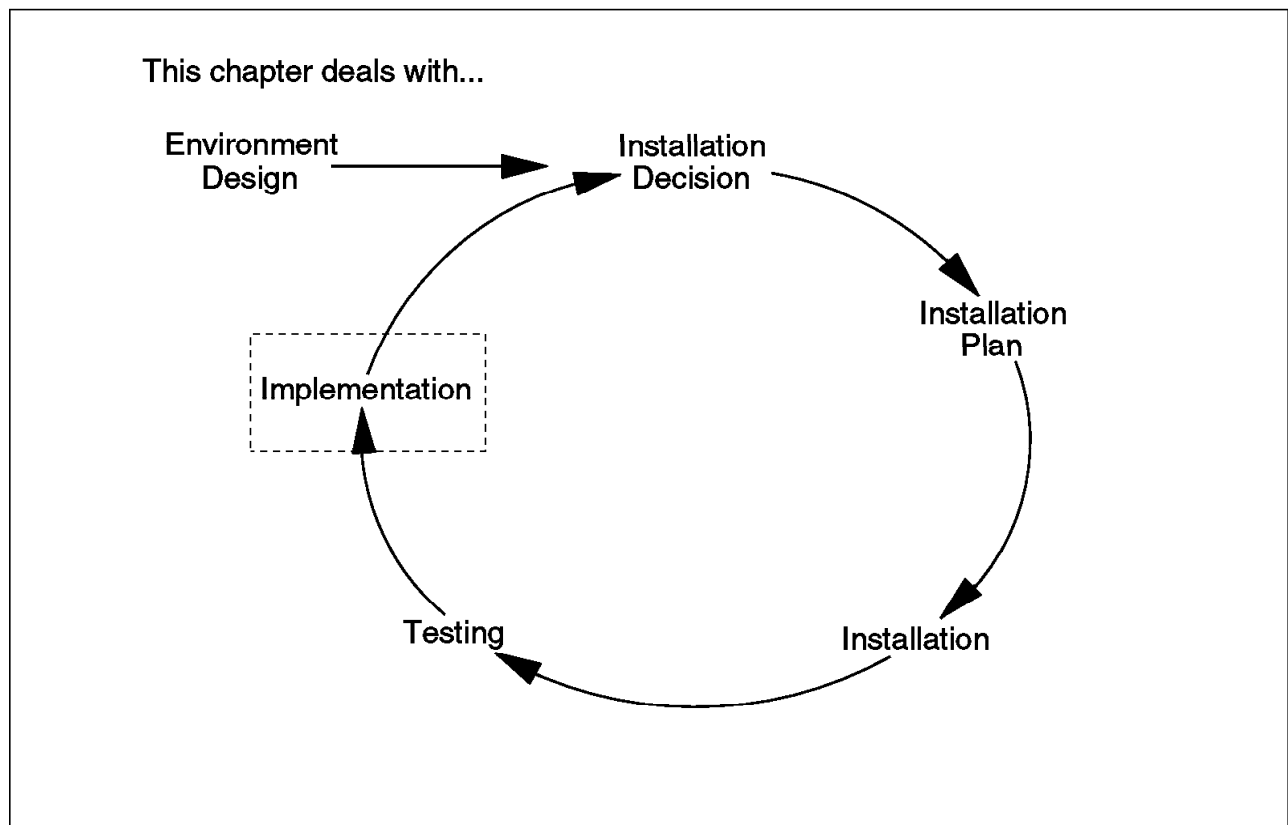 This chapter deals with...
Environment
Design
Installation
Decision
Installation
Plan
Implementation
Testing
Installation